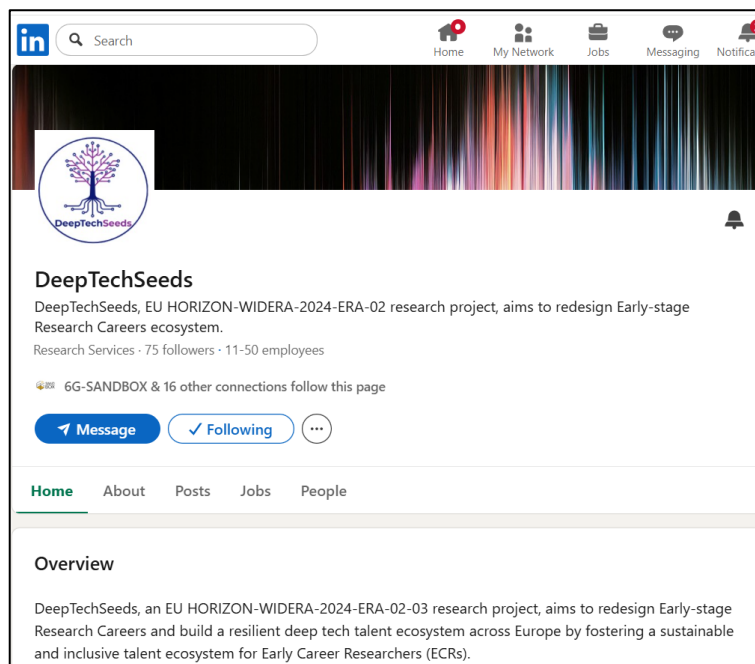 in
Search
Home My Network Jobs Messaging Notifica
DeepTechSeeds
DeepTechSeeds
DeepTechSeeds, EU HORIZON-WIDERA-2024-ERA-02 research project, aims to redesign Early-stage
Research Careers ecosystem.
Research Services · 75 followers · 11-50 employees
6G-SANDBOX & 16 other connections follow this page
Message Following
Home About Posts Jobs People
Overview
DeepTechSeeds, an EU HORIZON-WIDERA-2024-ERA-02-03 research project, aims to redesign Early-stage
Research Careers and build a resilient deep tech talent ecosystem across Europe by fostering a sustainable
and inclusive talent ecosystem for Early Career Researchers (ECRs).